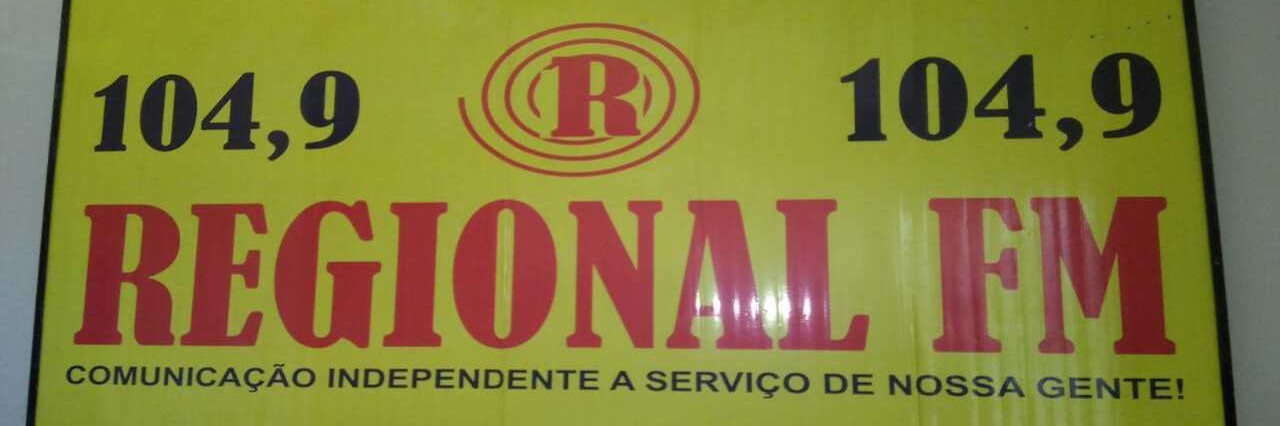 104,9 R 104,9
REGIONAL FM
COMUNICAÇÃO INDEPENDENTE A SERVIÇO DE NOSSA GENTE!